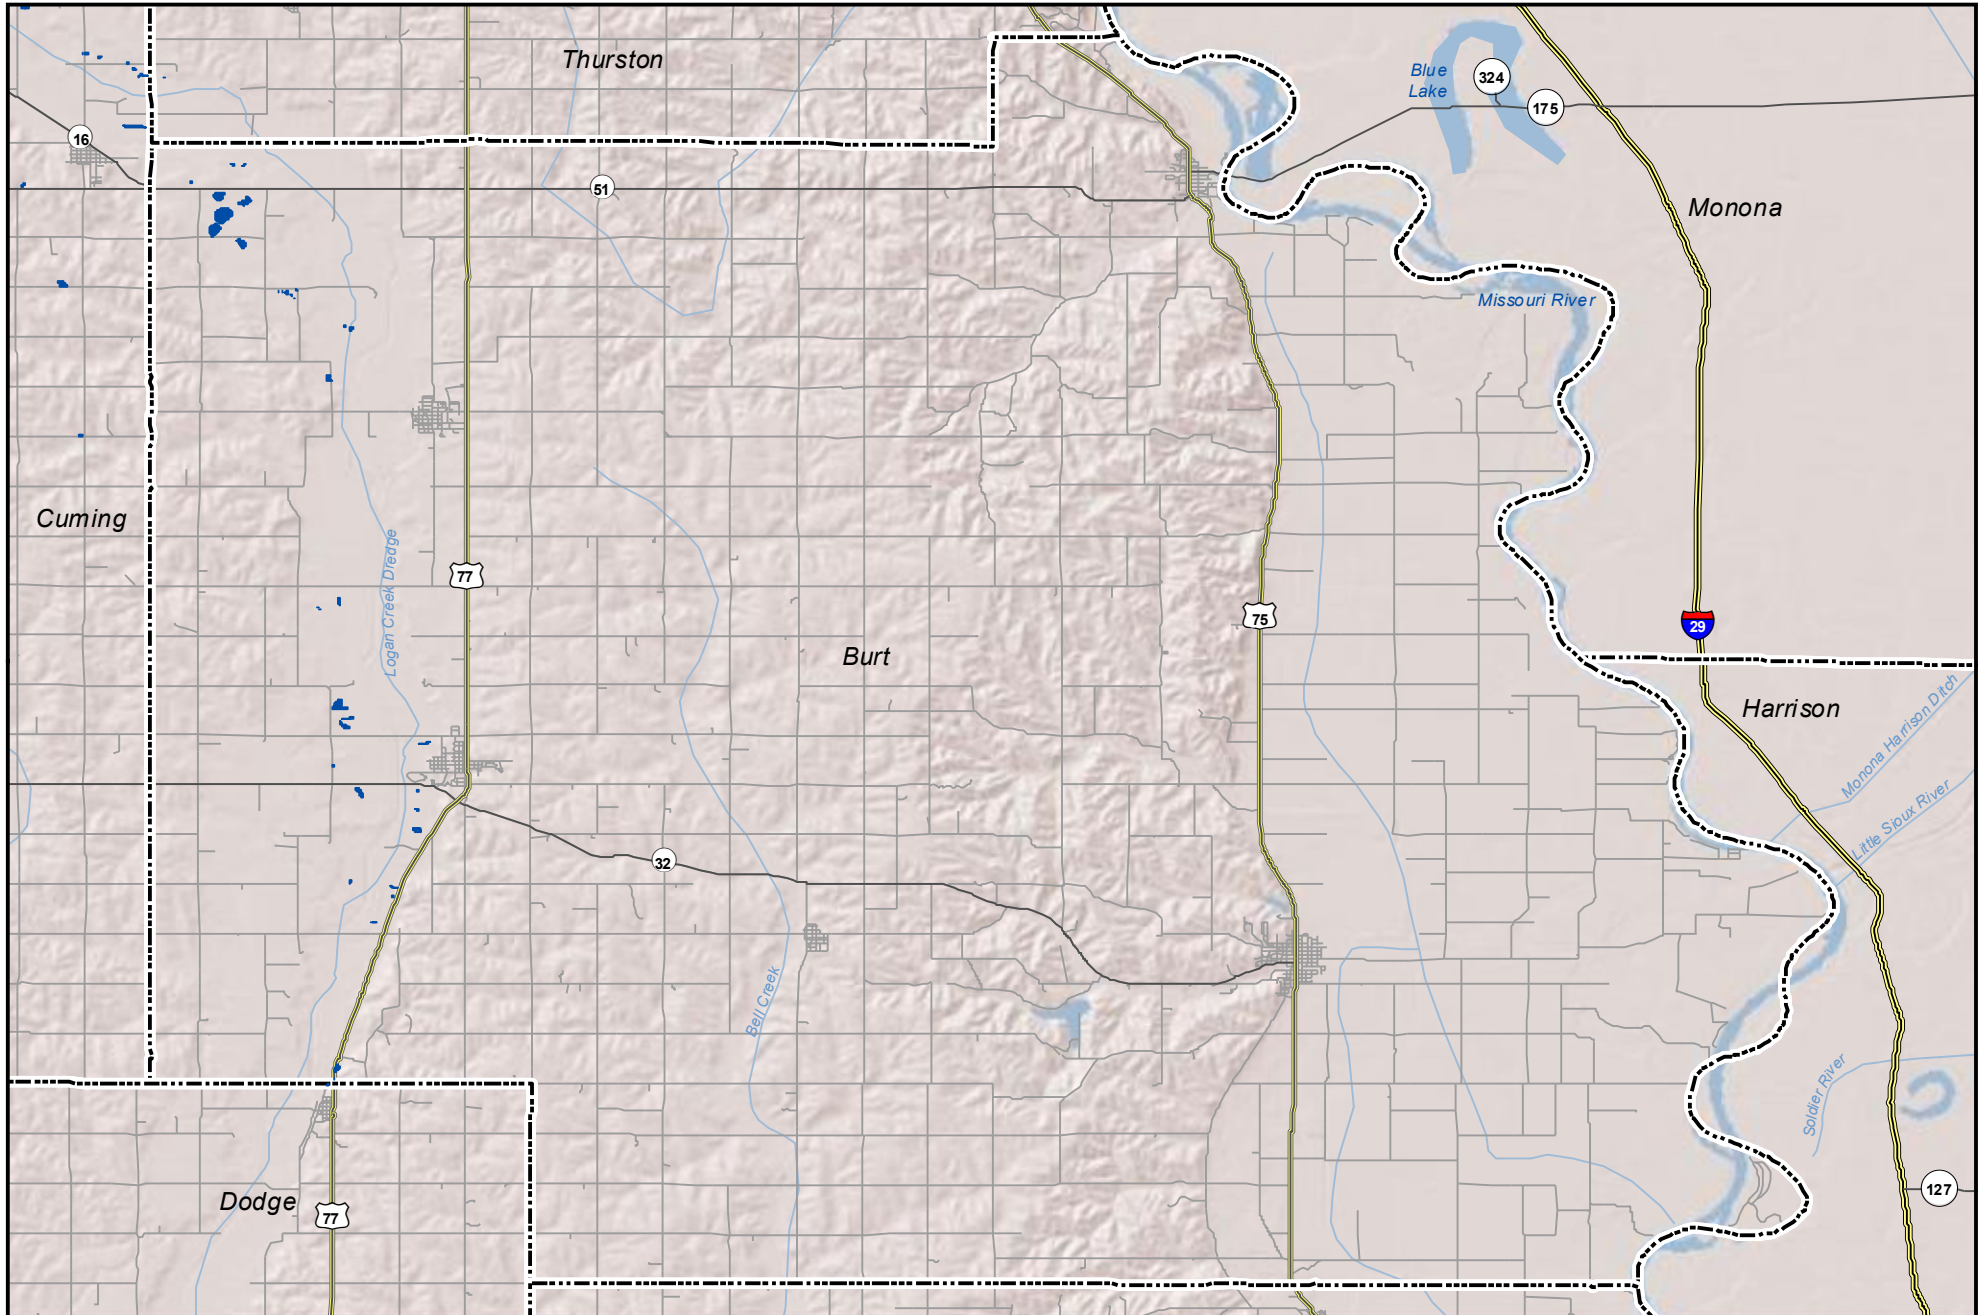 Thurston
Blue
Lake
324
175
16
51
Monona
Missouri River
Cuming
Logan Creek Dredge
77
75
29
Burt
Harrison
Monona Harrison Ditch
Little Sioux River
32
Bell Creek
Soldier River
Dodge
77
127